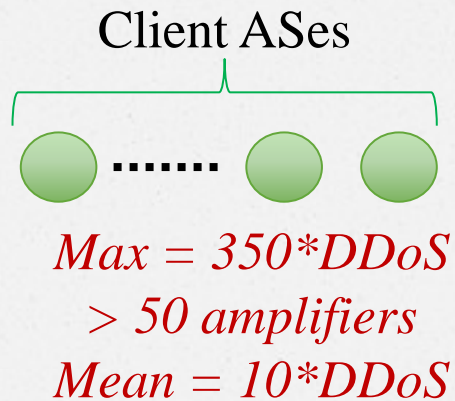 Client ASes
Max = 350*DDoS
> 50 amplifiers
Mean = 10*DDoS